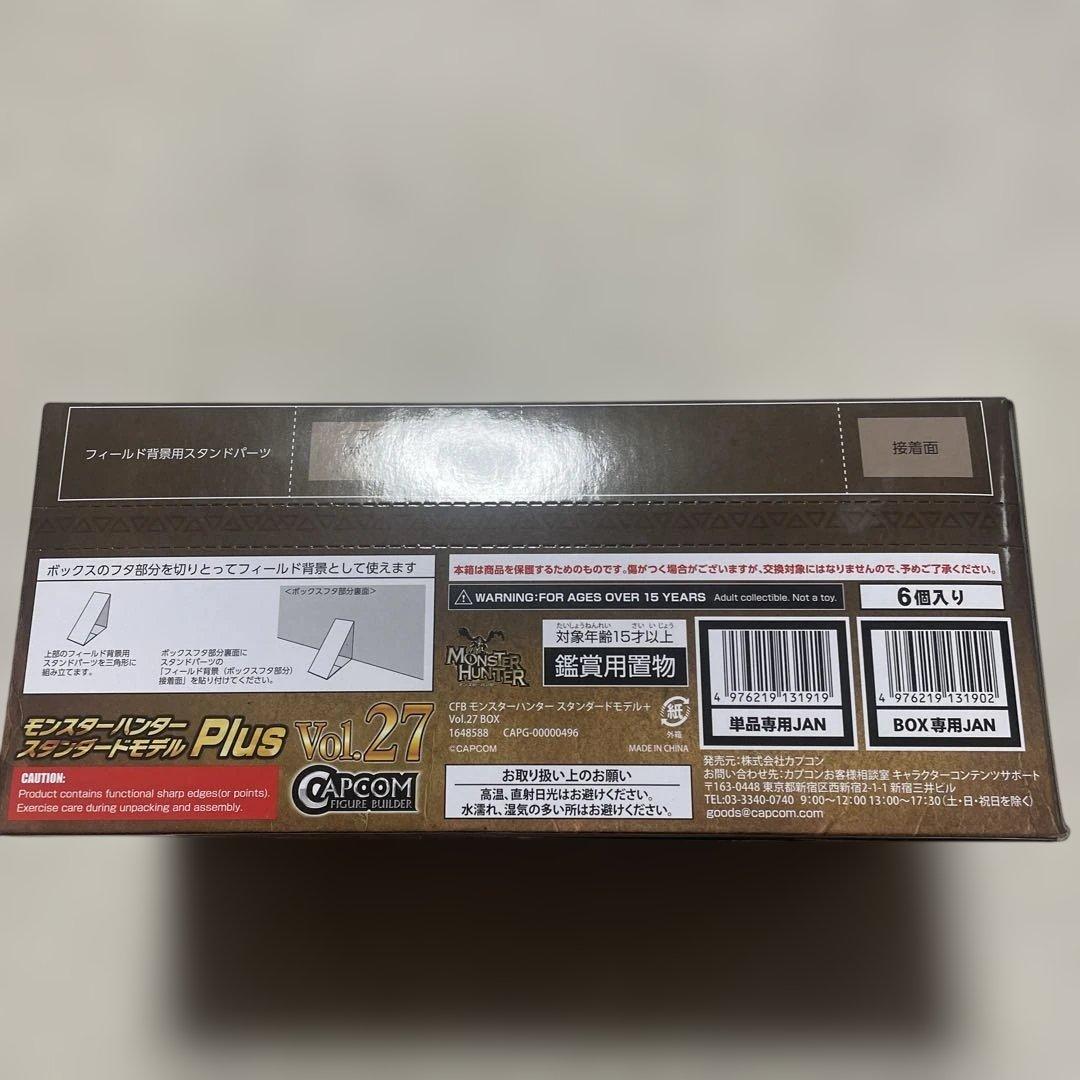 フィールド背景用スタンドパーツ
接着面
ボックスのフタ部分を切りとってフィールド背景として使えます
上部のフィールド背景用
スタンドパーツを三角形に
組み立てます。
<ボックスフタ部分裏面>
ボックスフタ部分裏面に
スタンドパーツの
「フィールド背景（ボックスフタ部分）
接着面」を貼り付けてください。
モンスターハンター
スタンダードモデル Plus Vol.27
CAUTION:
Product contains functional sharp edges(or points).
Exercise care during unpacking and assembly.
CAPCOM
FIGURE BUILDER
本箱は商品を保護するためのものです。傷がつく場合がございますが、交換対象にはなりませんので、予めご了承ください。
WARNING:FOR AGES OVER 15 YEARS Adult collectible. Not a toy.
6個入り
MONSTER
HUNTER
たいしょうねんれい さい いじょう
対象年齢15才以上
鑑賞用置物
CFB モンスターハンター スタンダードモデル+
Vol.27 BOX
1648588 CAPG-00000496
©CAPCOM
紙
外箱
MADE IN CHINA
お取り扱い上のお願い
高温、直射日光はお避けください。
水濡れ、湿気の多い所はお避けください。
4 976219 131919
単品専用JAN
4 976219 131902
BOX専用JAN
発売元：株式会社カプコン
お問い合わせ先：カプコンお客様相談室 キャラクターコンテンツサポート
〒163-0448 東京都新宿区西新宿2-1-1 新宿三井ビル
TEL:03-3340-0740 9：00〜12：00 13：00〜17：30（土・日・祝日を除く）
goods@capcom.com